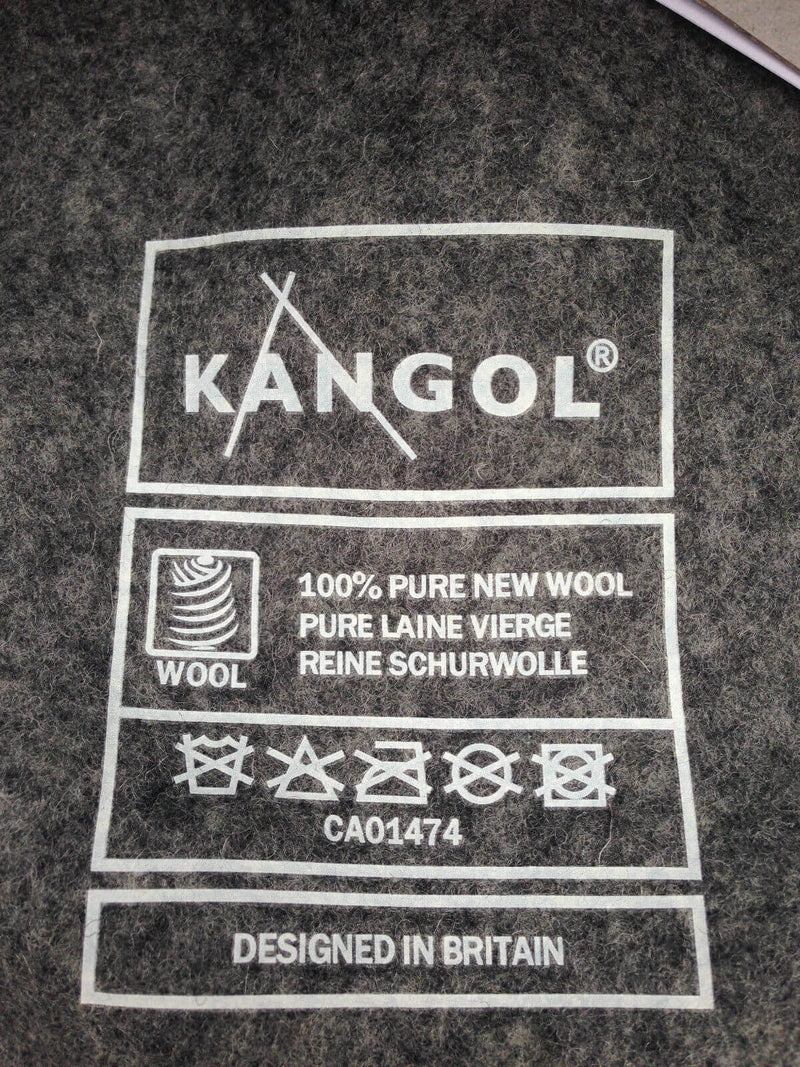 KANGOL®
100% PURE NEW WOOL
PURE LAINE VIERGE
REINE SCHURWOLLE
WOOL
CA01474
DESIGNED IN BRITAIN